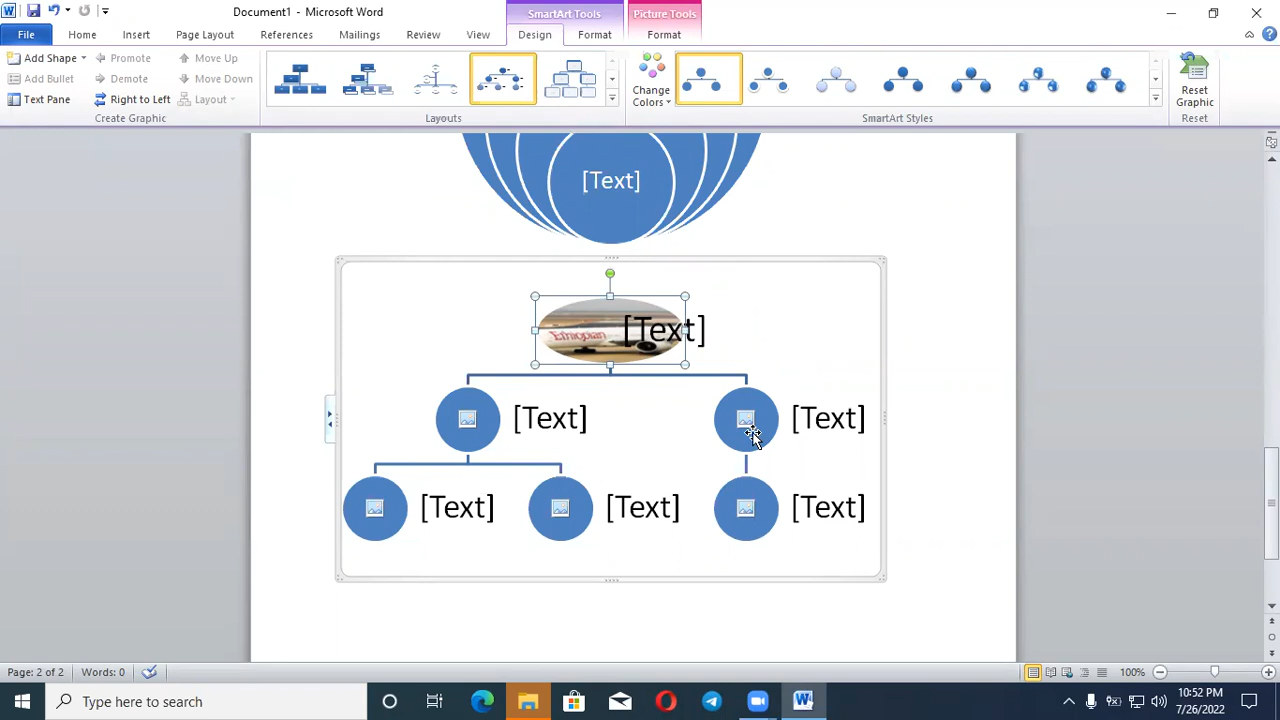 Document1 - Microsoft Word
SmartArt Tools
Picture Tools
File
Home
Insert
Page Layout
References
Mailings
Review
View
Design
Format
Format
Add Shape
Promote
Move Up
Add Bullet
Demote
Move Down
Text Pane
Right to Left
Layout
Create Graphic
Layouts
Change Colors
SmartArt Styles
Reset Graphic
Reset
[Text]
Ethiopian
[Text]
[Text]
[Text]
[Text]
[Text]
[Text]
Page: 2 of 2
Words: 0
100%
Type here to search
10:52 PM
7/26/2022